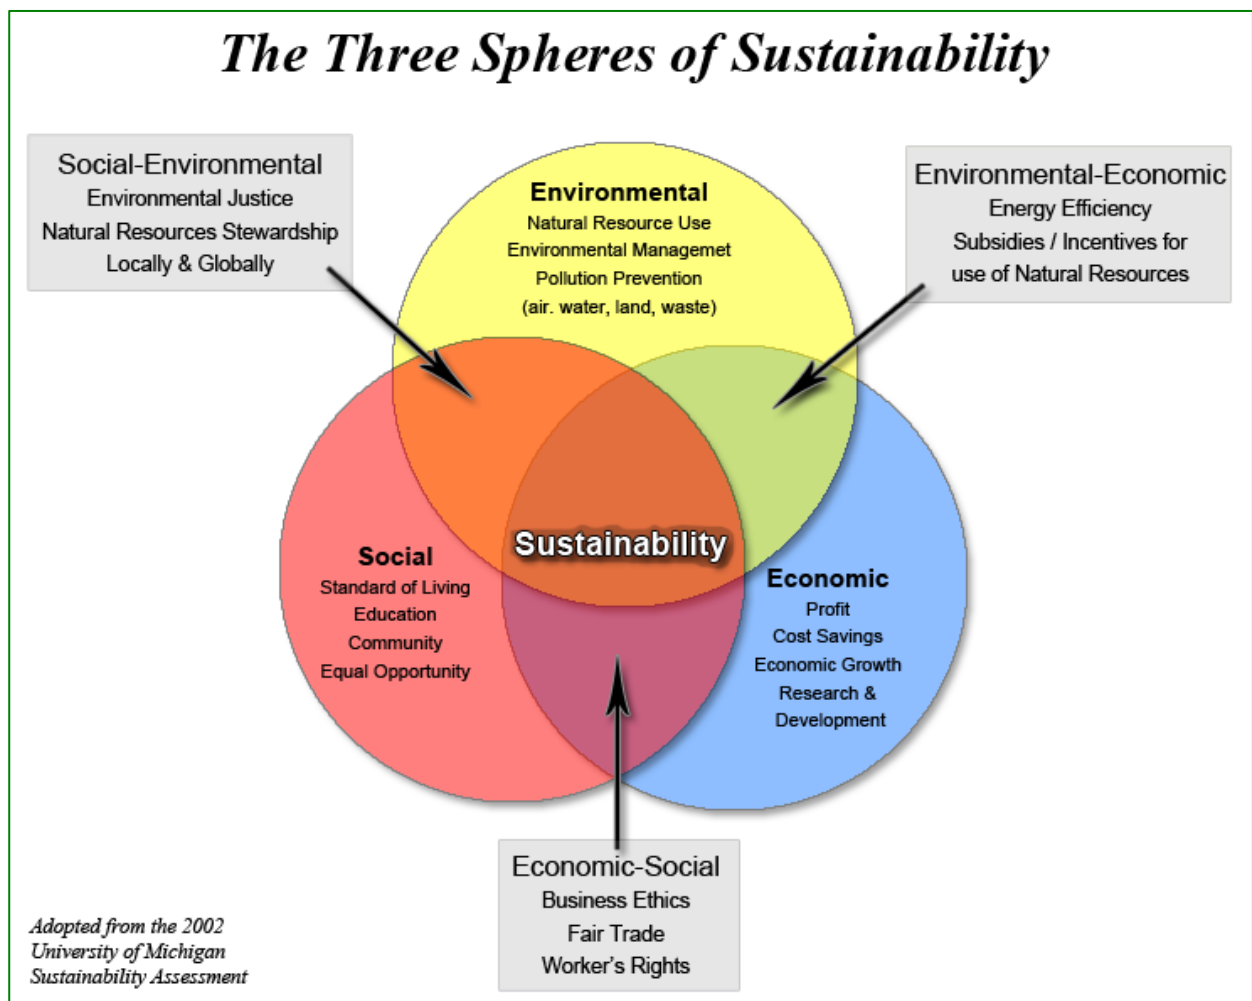 The Three Spheres of Sustainability
Social-Environmental
Environmental Justice
Natural Resources Stewardship
Locally & Globally
Environmental
Natural Resource Use
Environmental Managemet
Pollution Prevention
(air. water, land, waste)
Environmental-Economic
Energy Efficiency
Subsidies / Incentives for
use of Natural Resources
Sustainability
Social
Standard of Living
Education
Community
Equal Opportunity
Economic
Profit
Cost Savings
Economic Growth
Research &
Development
Economic-Social
Business Ethics
Fair Trade
Worker's Rights
Adopted from the 2002
University of Michigan
Sustainability Assessment